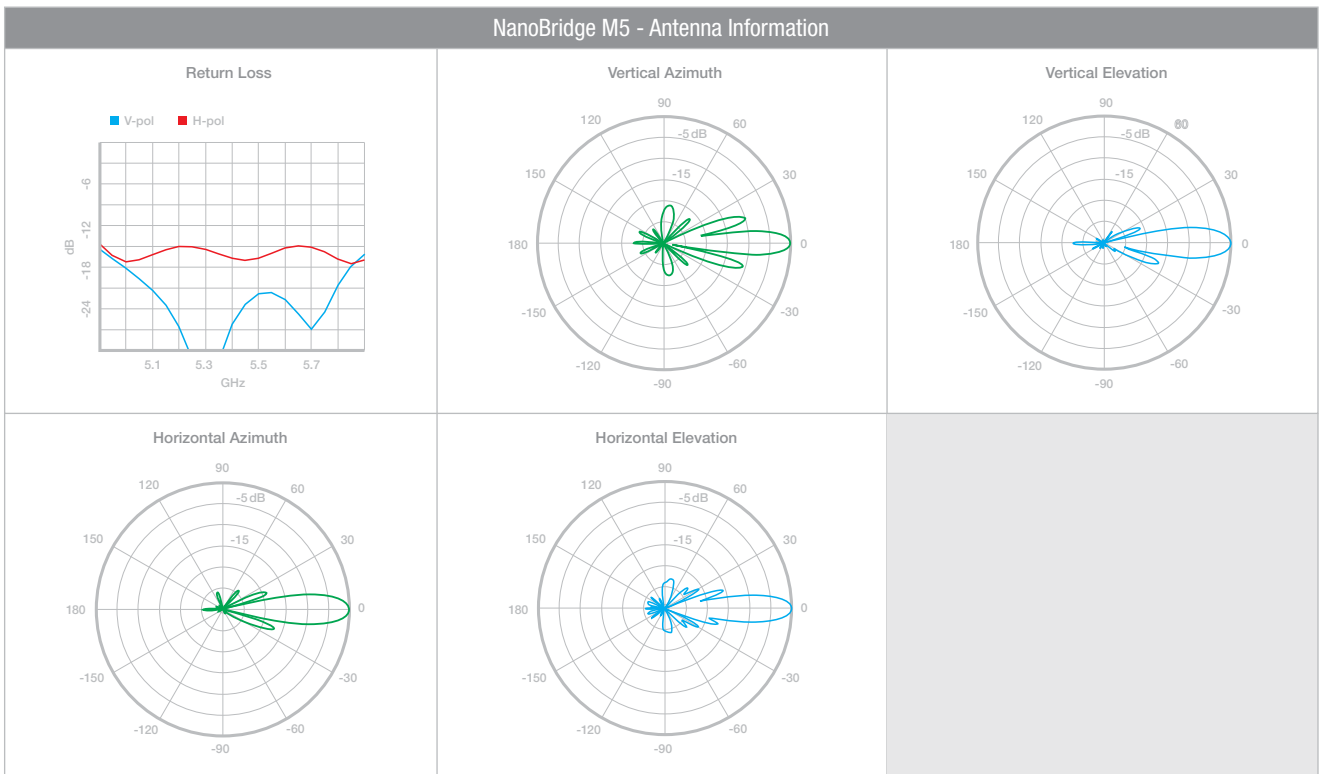 NanoBridge M5 - Antenna Information
Return Loss
V-pol H-pol
-6
-12
-18
-24
dB
5.1 5.3 5.5 5.7
GHz
Vertical Azimuth
90
120 60
-5 dB
150 -15 30
180 0
-150 -30
-120 -60
-90
Vertical Elevation
90
120
-5 dB
150 -15 30
180 0
-150 -30
-120 -60
-90
Horizontal Azimuth
90
120 60
-5 dB
150 -15 30
180 0
-150 -30
-120 -60
-90
Horizontal Elevation
90
120 60
-5 dB
150 -15 30
180 0
-150 -30
-120 -60
-90